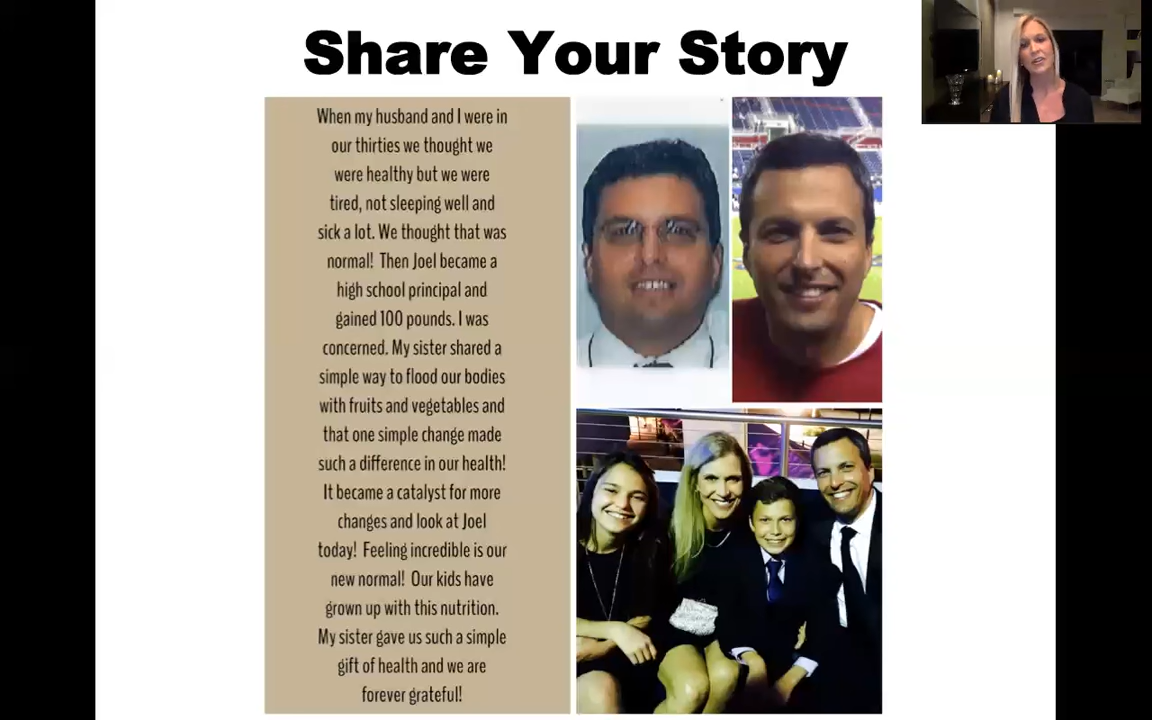 Share Your Story
When my husband and I were in
our thirties we thought we
were healthy but we were
tired, not sleeping well and
sick a lot. We thought that was
normal! Then Joel became a
high school principal and
gained 100 pounds. I was
concerned. My sister shared a
simple way to flood our bodies
with fruits and vegetables and
that one simple change made
such a difference in our health!
It became a catalyst for more
changes and look at Joel
today! Feeling incredible is our
new normal! Our kids have
grown up with this nutrition.
My sister gave us such a simple
gift of health and we are
forever grateful!